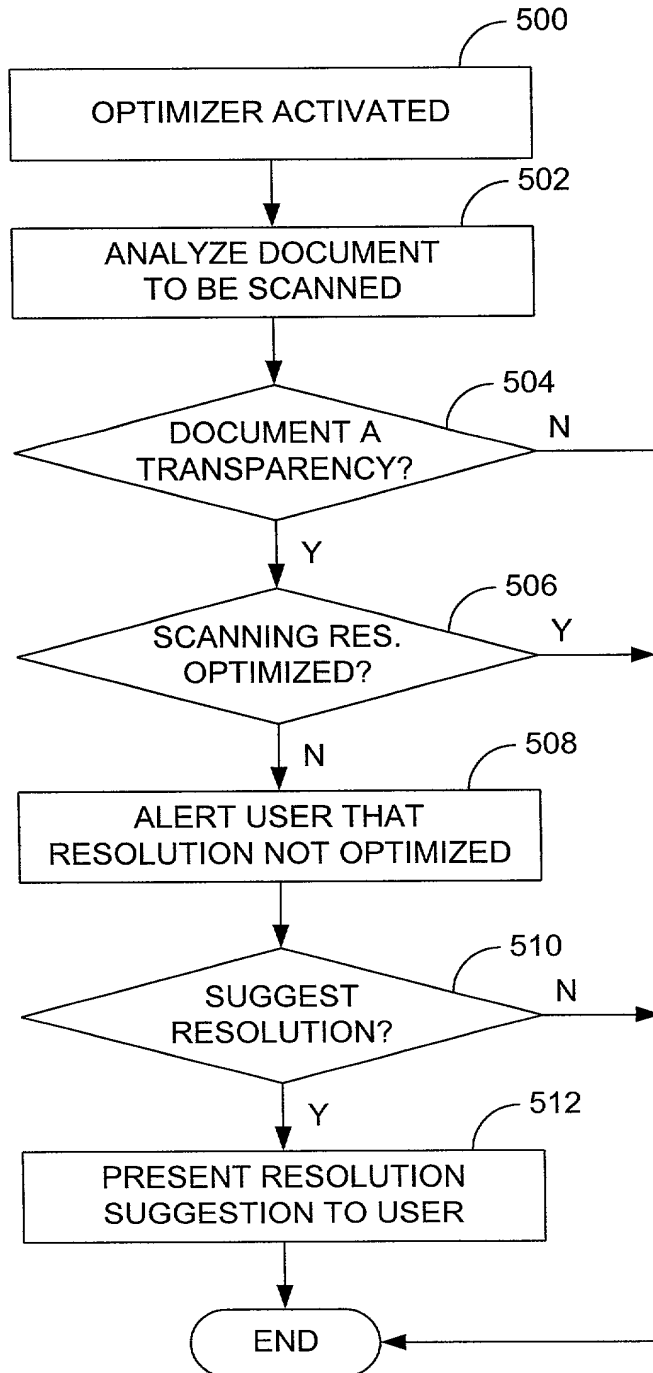 500
OPTIMIZER ACTIVATED
502
ANALYZE DOCUMENT
TO BE SCANNED
504
DOCUMENT A
TRANSPARENCY?
N
Y
506
SCANNING RES.
OPTIMIZED?
Y
N
508
ALERT USER THAT
RESOLUTION NOT OPTIMIZED
510
SUGGEST
RESOLUTION?
N
Y
512
PRESENT RESOLUTION
SUGGESTION TO USER
END